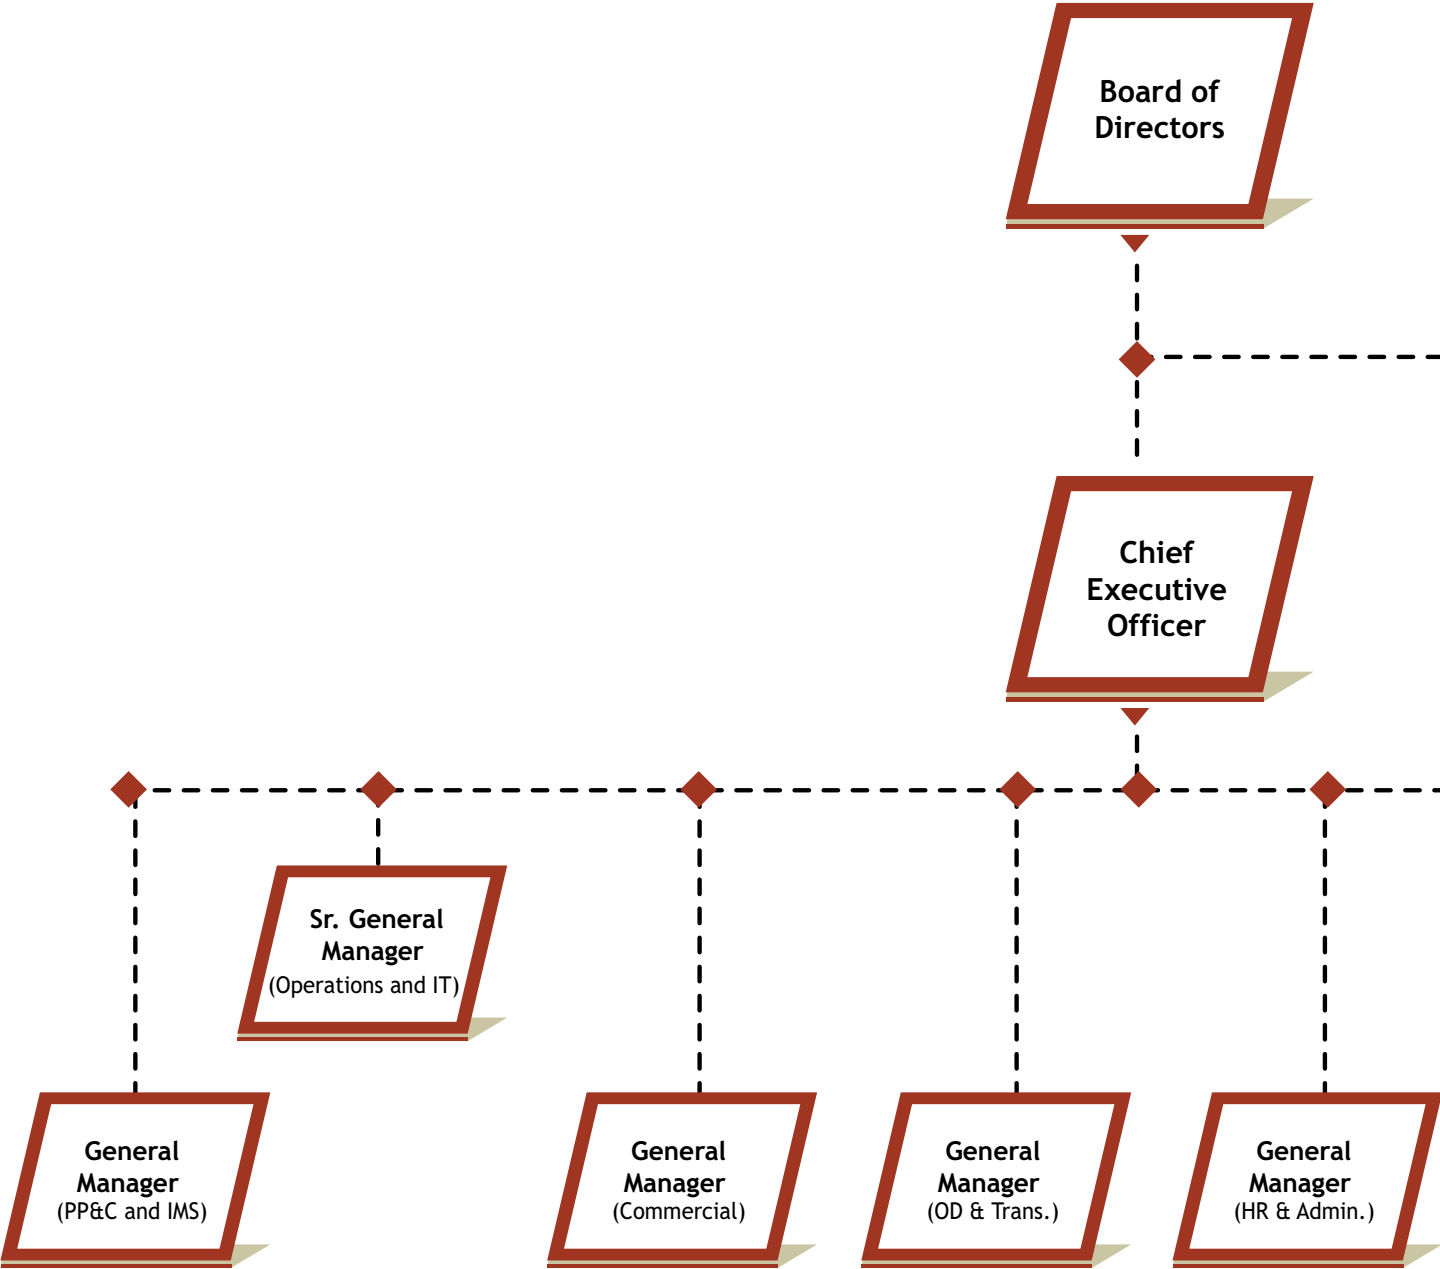 Board of
Directors
Chief
Executive
Officer
Sr. General
Manager
(Operations and IT)
General
Manager
(PP&C and IMS)
General
Manager
(Commercial)
General
Manager
(OD & Trans.)
General
Manager
(HR & Admin.)